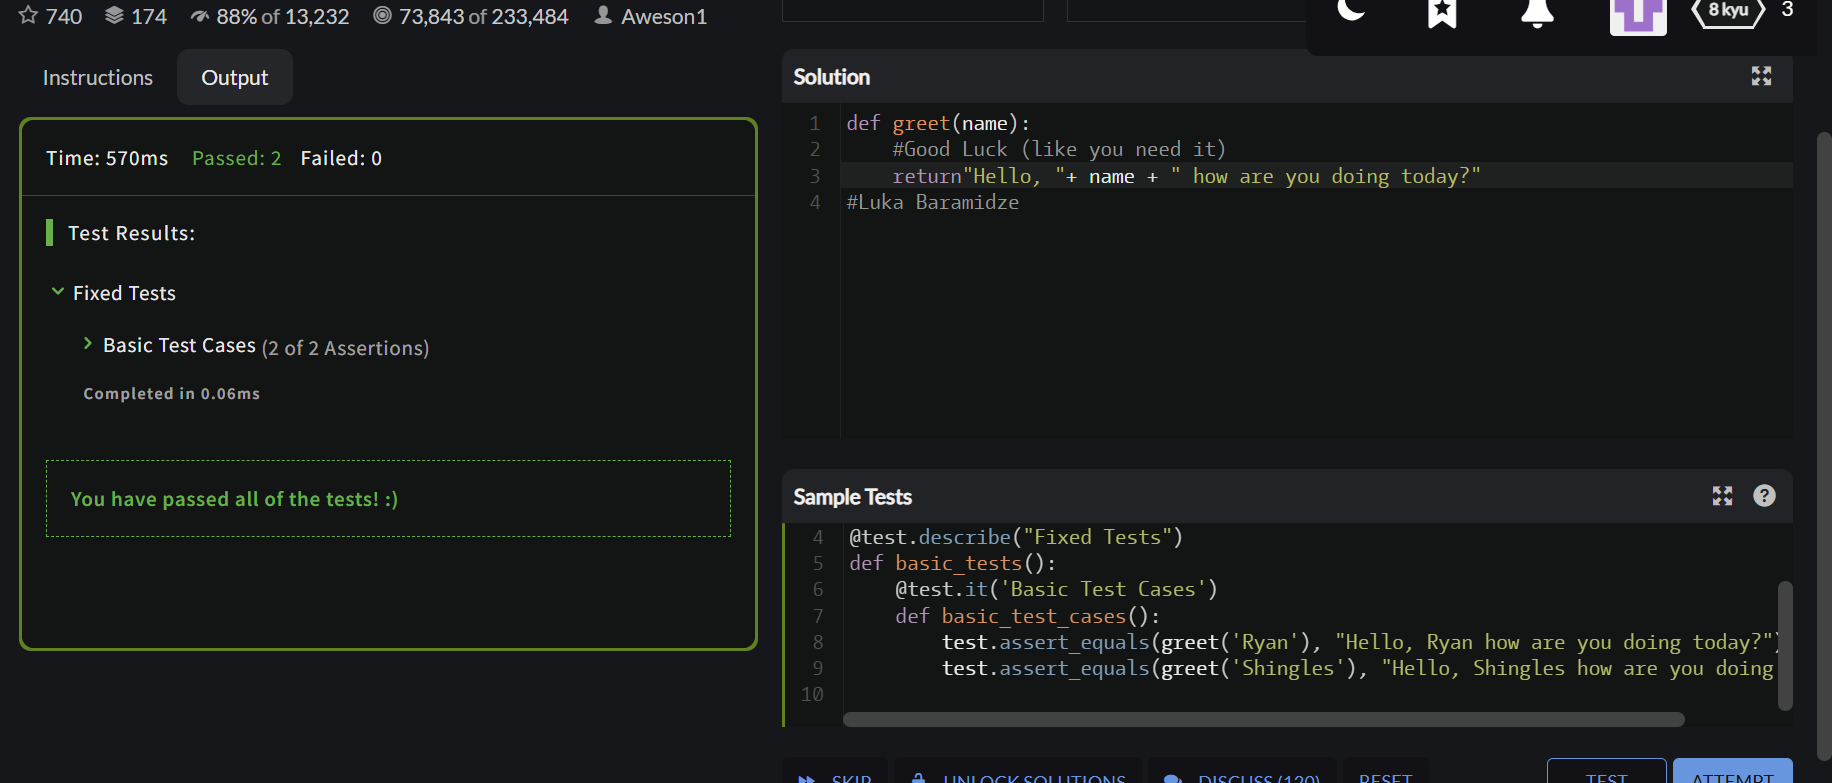 740 174 88% of 13,232 73,843 of 233,484 Aweson1
8 kyu 3
Instructions Output
Time: 570ms Passed: 2 Failed: 0
Test Results:
Fixed Tests
Basic Test Cases (2 of 2 Assertions)
Completed in 0.06ms
You have passed all of the tests! :)
Solution
1 def greet(name):
2     #Good Luck (like you need it)
3     return"Hello, "+ name + " how are you doing today?"
4 #Luka Baramidze
Sample Tests
?
4 @test.describe("Fixed Tests")
5 def basic_tests():
6     @test.it('Basic Test Cases')
7     def basic_test_cases():
8         test.assert_equals(greet('Ryan'), "Hello, Ryan how are you doing today?")
9         test.assert_equals(greet('Shingles'), "Hello, Shingles how are you doing
10
SKIP UNLOCK SOLUTIONS DISCUSS (120) RESET TEST ATTEMPT